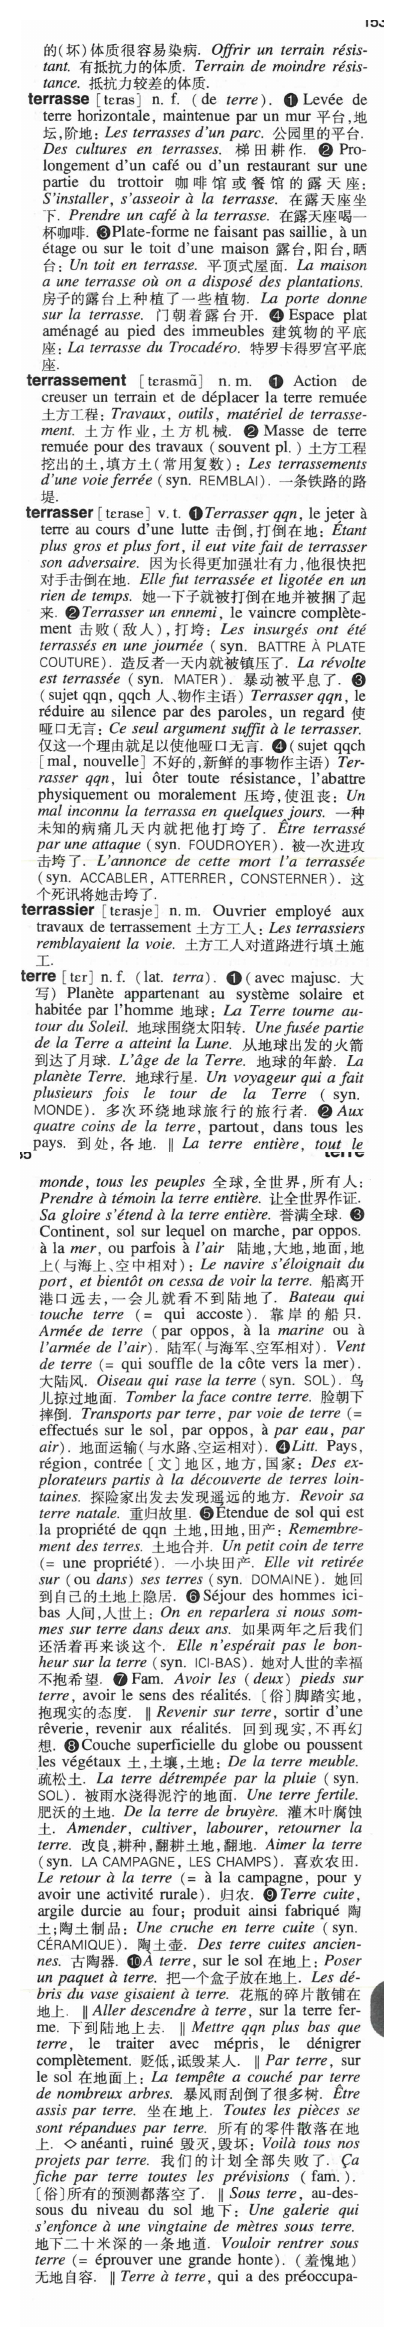 153
的(坏)体质很容易染病. Offrir un terrain résis-
tant. 有抵抗力的体质. Terrain de moindre résis-
tance. 抵抗力较差的体质.
terrasse [tɛras] n. f. (de terre). ❶ Levée de
terre horizontale, maintenue par un mur 平台,地
坛,阶地: Les terrasses d'un parc. 公园里的平台.
Des cultures en terrasses. 梯田耕作. ❷ Pro-
longement d'un café ou d'un restaurant sur une
partie du trottoir 咖啡馆或餐馆的露天座:
S'installer, s'asseoir à la terrasse. 在露天座坐
下. Prendre un café à la terrasse. 在露天座喝一
杯咖啡. ❸Plate-forme ne faisant pas saillie, à un
étage ou sur le toit d'une maison 露台,阳台,晒
台: Un toit en terrasse. 平顶式屋面. La maison
a une terrasse où on a disposé des plantations.
房子的露台上种植了一些植物. La porte donne
sur la terrasse. 门朝着露台开. ❹ Espace plat
aménagé au pied des immeubles 建筑物的平底
座: La terrasse du Trocadéro. 特罗卡得罗宫平底
座.
terrassement [tɛrasmɑ̃] n. m. ❶ Action de
creuser un terrain et de déplacer la terre remuée
土方工程: Travaux, outils, matériel de terrasse-
ment. 土方作业,土方机械. ❷ Masse de terre
remuée pour des travaux (souvent pl.) 土方工程
挖出的土,填方土(常用复数): Les terrassements
d'une voie ferrée (syn. REMBLAI). 一条铁路的路
堤.
terrasser [tɛrase] v. t. ❶Terrasser qqn, le jeter à
terre au cours d'une lutte 击倒,打倒在地: Étant
plus gros et plus fort, il eut vite fait de terrasser
son adversaire. 因为长得更加强壮有力,他很快把
对手击倒在地. Elle fut terrassée et ligotée en un
rien de temps. 她一下子就被打倒在地并被捆了起
来. ❷Terrasser un ennemi, le vaincre complète-
ment 击败(敌人),打垮: Les insurgés ont été
terrassés en une journée (syn. BATTRE À PLATE
COUTURE). 造反者一天内就被镇压了. La révolte
est terrassée (syn. MATER). 暴动被平息了. ❸
(sujet qqn, qqch 人、物作主语) Terrasser qqn, le
réduire au silence par des paroles, un regard 使
哑口无言: Ce seul argument suffit à le terrasser.
仅这一个理由就足以使他哑口无言. ❹(sujet qqch
[mal, nouvelle] 不好的,新鲜的事物作主语) Ter-
rasser qqn, lui ôter toute résistance, l'abattre
physiquement ou moralement 压垮,使沮丧: Un
mal inconnu la terrassa en quelques jours. 一种
未知的病痛几天内就把他打垮了. Être terrassé
par une attaque (syn. FOUDROYER). 被一次进攻
击垮了. L'annonce de cette mort l'a terrassée
(syn. ACCABLER, ATTERRER, CONSTERNER). 这
个死讯将她击垮了.
terrassier [tɛrasje] n. m. Ouvrier employé aux
travaux de terrassement 土方工人: Les terrassiers
remblayaient la voie. 土方工人对道路进行填土施
工.
terre [tɛr] n. f. (lat. terra). ❶(avec majusc. 大
写) Planète appartenant au système solaire et
habitée par l'homme 地球: La Terre tourne au-
tour du Soleil. 地球围绕太阳转. Une fusée partie
de la Terre a atteint la Lune. 从地球出发的火箭
到达了月球. L'âge de la Terre. 地球的年龄. La
planète Terre. 地球行星. Un voyageur qui a fait
plusieurs fois le tour de la Terre (syn.
MONDE). 多次环绕地球旅行的旅行者. ❷ Aux
quatre coins de la terre, partout, dans tous les
pays. 到处,各地. ‖ La terre entière, tout le
terre
monde, tous les peuples 全球,全世界,所有人:
Prendre à témoin la terre entière. 让全世界作证.
Sa gloire s'étend à la terre entière. 誉满全球. ❸
Continent, sol sur lequel on marche, par oppos.
à la mer, ou parfois à l'air 陆地,大地,地面,地
上(与海上、空中相对): Le navire s'éloignait du
port, et bientôt on cessa de voir la terre. 船离开
港口远去,一会儿就看不到陆地了. Bateau qui
touche terre (= qui accoste). 靠岸的船只.
Armée de terre (par oppos, à la marine ou à
l'armée de l'air). 陆军(与海军、空军相对). Vent
de terre (= qui souffle de la côte vers la mer).
大陆风. Oiseau qui rase la terre (syn. SOL). 鸟
儿掠过地面. Tomber la face contre terre. 脸朝下
摔倒. Transports par terre, par voie de terre (=
effectués sur le sol, par oppos, à par eau, par
air). 地面运输(与水路、空运相对). ❹Litt. Pays,
région, contrée〔文〕地区,地方,国家: Des ex-
plorateurs partis à la découverte de terres loin-
taines. 探险家出发去发现遥远的地方. Revoir sa
terre natale. 重归故里. ❺Étendue de sol qui est
la propriété de qqn 土地,田地,田产: Remembre-
ment des terres. 土地合并. Un petit coin de terre
(= une propriété). 一小块田产. Elle vit retirée
sur (ou dans) ses terres (syn. DOMAINE). 她回
到自己的土地上隐居. ❻ Séjour des hommes ici-
bas 人间,人世上: On en reparlera si nous som-
mes sur terre dans deux ans. 如果两年之后我们
还活着再来谈这个. Elle n'espérait pas le bon-
heur sur la terre (syn. ICI-BAS). 她对人世的幸福
不抱希望. ❼ Fam. Avoir les (deux) pieds sur
terre, avoir le sens des réalités.〔俗〕脚踏实地,
抱现实的态度. ‖ Revenir sur terre, sortir d'une
rêverie, revenir aux réalités. 回到现实,不再幻
想. ❽Couche superficielle du globe ou poussent
les végétaux 土,土壤,土地: De la terre meuble.
疏松土. La terre détrempée par la pluie (syn.
SOL). 被雨水浇得泥泞的地面. Une terre fertile.
肥沃的土地. De la terre de bruyère. 灌木叶腐蚀
土. Amender, cultiver, labourer, retourner la
terre. 改良,耕种,翻耕土地,翻地. Aimer la terre
(syn. LA CAMPAGNE, LES CHAMPS). 喜欢农田.
Le retour à la terre (= à la campagne, pour y
avoir une activité rurale). 归农. ❾ Terre cuite,
argile durcie au four; produit ainsi fabriqué 陶
土;陶土制品: Une cruche en terre cuite (syn.
CÉRAMIQUE). 陶土壶. Des terre cuites ancien-
nes. 古陶器. ❿À terre, sur le sol 在地上: Poser
un paquet à terre. 把一个盒子放在地上. Les dé-
bris du vase gisaient à terre. 花瓶的碎片散铺在
地上. ‖ Aller descendre à terre, sur la terre fer-
me. 下到陆地上去. ‖ Mettre qqn plus bas que
terre, le traiter avec mépris, le dénigrer
complètement. 贬低,诋毁某人. ‖ Par terre, sur
le sol 在地面上: La tempête a couché par terre
de nombreux arbres. 暴风雨刮倒了很多树. Être
assis par terre. 坐在地上. Toutes les pièces se
sont répandues par terre. 所有的零件散落在地
上. ◇ anéanti, ruiné 毁灭,毁坏: Voilà tous nos
projets par terre. 我们的计划全部失败了. Ça
fiche par terre toutes les prévisions (fam.).
〔俗〕所有的预测都落空了. ‖ Sous terre, au-des-
sous du niveau du sol 地下: Une galerie qui
s'enfonce à une vingtaine de mètres sous terre.
地下二十米深的一条地道. Vouloir rentrer sous
terre (= éprouver une grande honte). (羞愧地)
无地自容. ‖ Terre à terre, qui a des préoccupa-